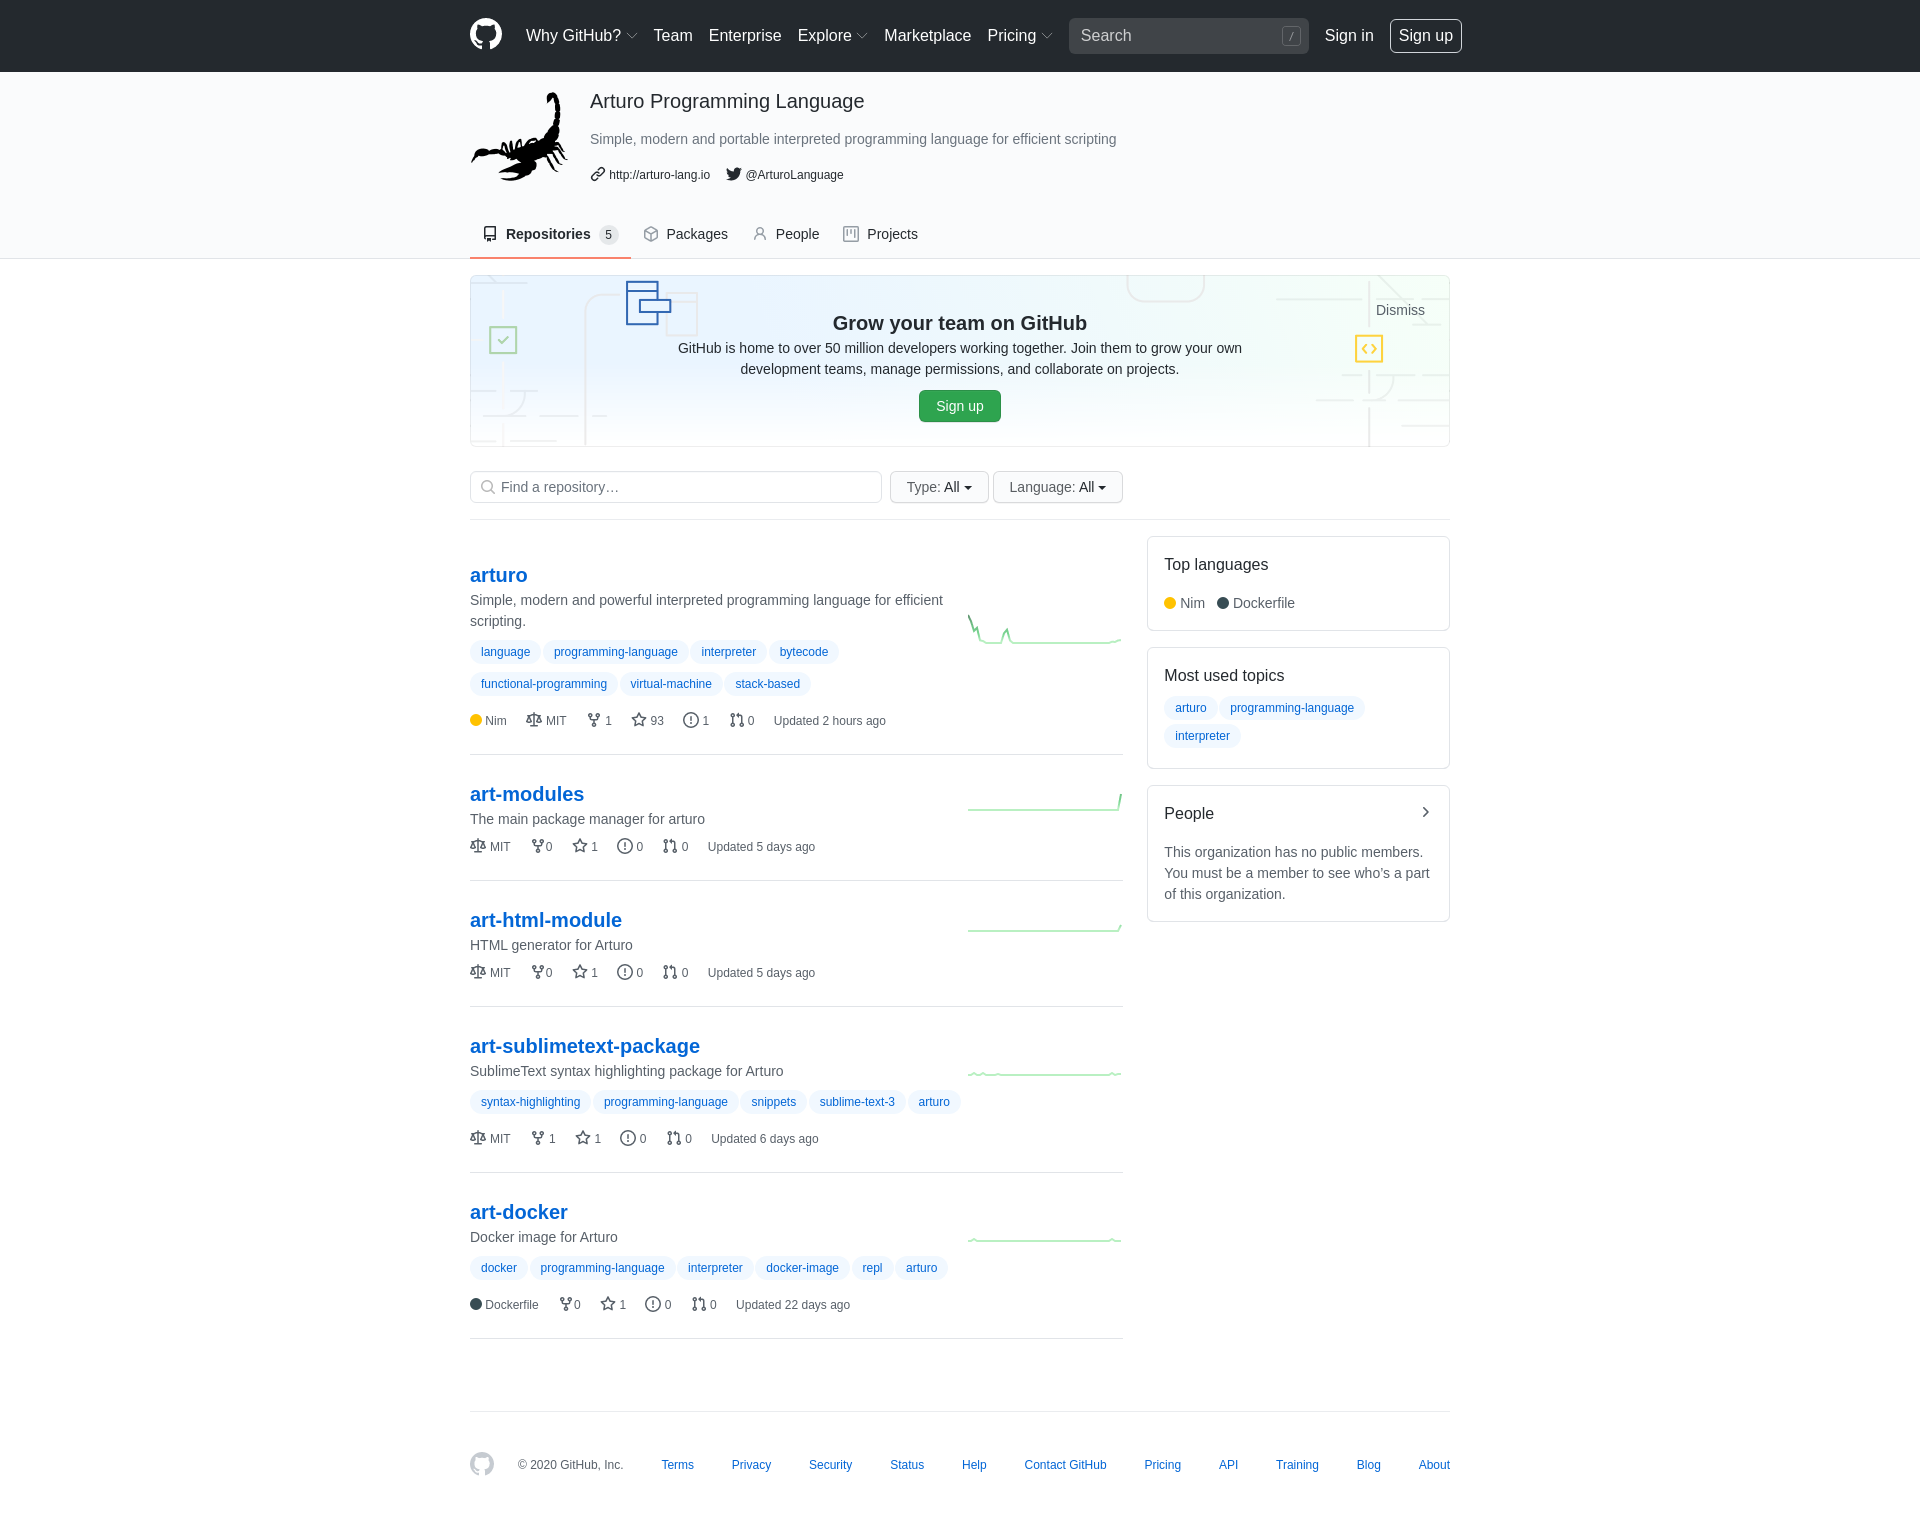 Why GitHub? Team Enterprise Explore Marketplace Pricing Search / Sign in Sign up
Arturo Programming Language
Simple, modern and portable interpreted programming language for efficient scripting
http://arturo-lang.io @ArturoLanguage
Repositories 5 Packages People Projects
Dismiss
Grow your team on GitHub
GitHub is home to over 50 million developers working together. Join them to grow your own
development teams, manage permissions, and collaborate on projects.
Sign up
Find a repository… Type: All Language: All
arturo
Simple, modern and powerful interpreted programming language for efficient
scripting.
language programming-language interpreter bytecode
functional-programming virtual-machine stack-based
Nim MIT 1 93 1 0 Updated 2 hours ago
art-modules
The main package manager for arturo
MIT 0 1 0 0 Updated 5 days ago
art-html-module
HTML generator for Arturo
MIT 0 1 0 0 Updated 5 days ago
art-sublimetext-package
SublimeText syntax highlighting package for Arturo
syntax-highlighting programming-language snippets sublime-text-3 arturo
MIT 1 1 0 0 Updated 6 days ago
art-docker
Docker image for Arturo
docker programming-language interpreter docker-image repl arturo
Dockerfile 0 1 0 0 Updated 22 days ago
Top languages
Nim Dockerfile
Most used topics
arturo programming-language
interpreter
People
This organization has no public members.
You must be a member to see who’s a part
of this organization.
© 2020 GitHub, Inc. Terms Privacy Security Status Help Contact GitHub Pricing API Training Blog About